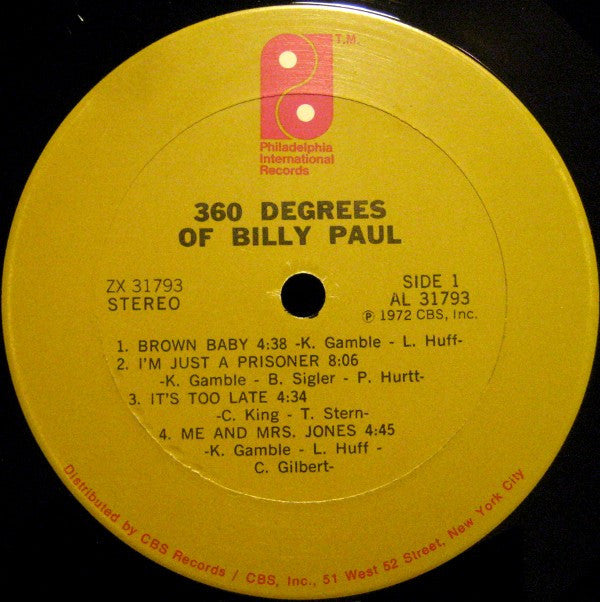 T.M.
Philadelphia
International
Records
360 DEGREES
OF BILLY PAUL
ZX 31793
STEREO
SIDE 1
AL 31793
℗ 1972 CBS, Inc.
1. BROWN BABY 4:38 -K. Gamble - L. Huff-
2. I'M JUST A PRISONER 8:06
-K. Gamble - B. Sigler - P. Hurtt-
3. IT'S TOO LATE 4:34
-C. King - T. Stern-
4. ME AND MRS. JONES 4:45
-K. Gamble - L. Huff -
C. Gilbert-
Distributed by CBS Records / CBS, Inc., 51 West 52 Street, New York City